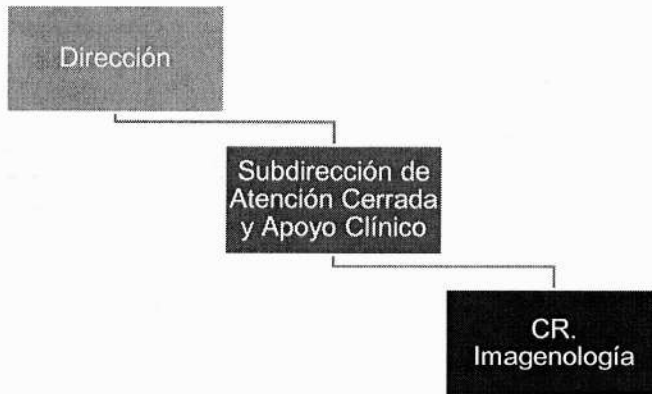 Dirección
Subdirección de
Atención Cerrada
y Apoyo Clínico
CR.
Imagenología